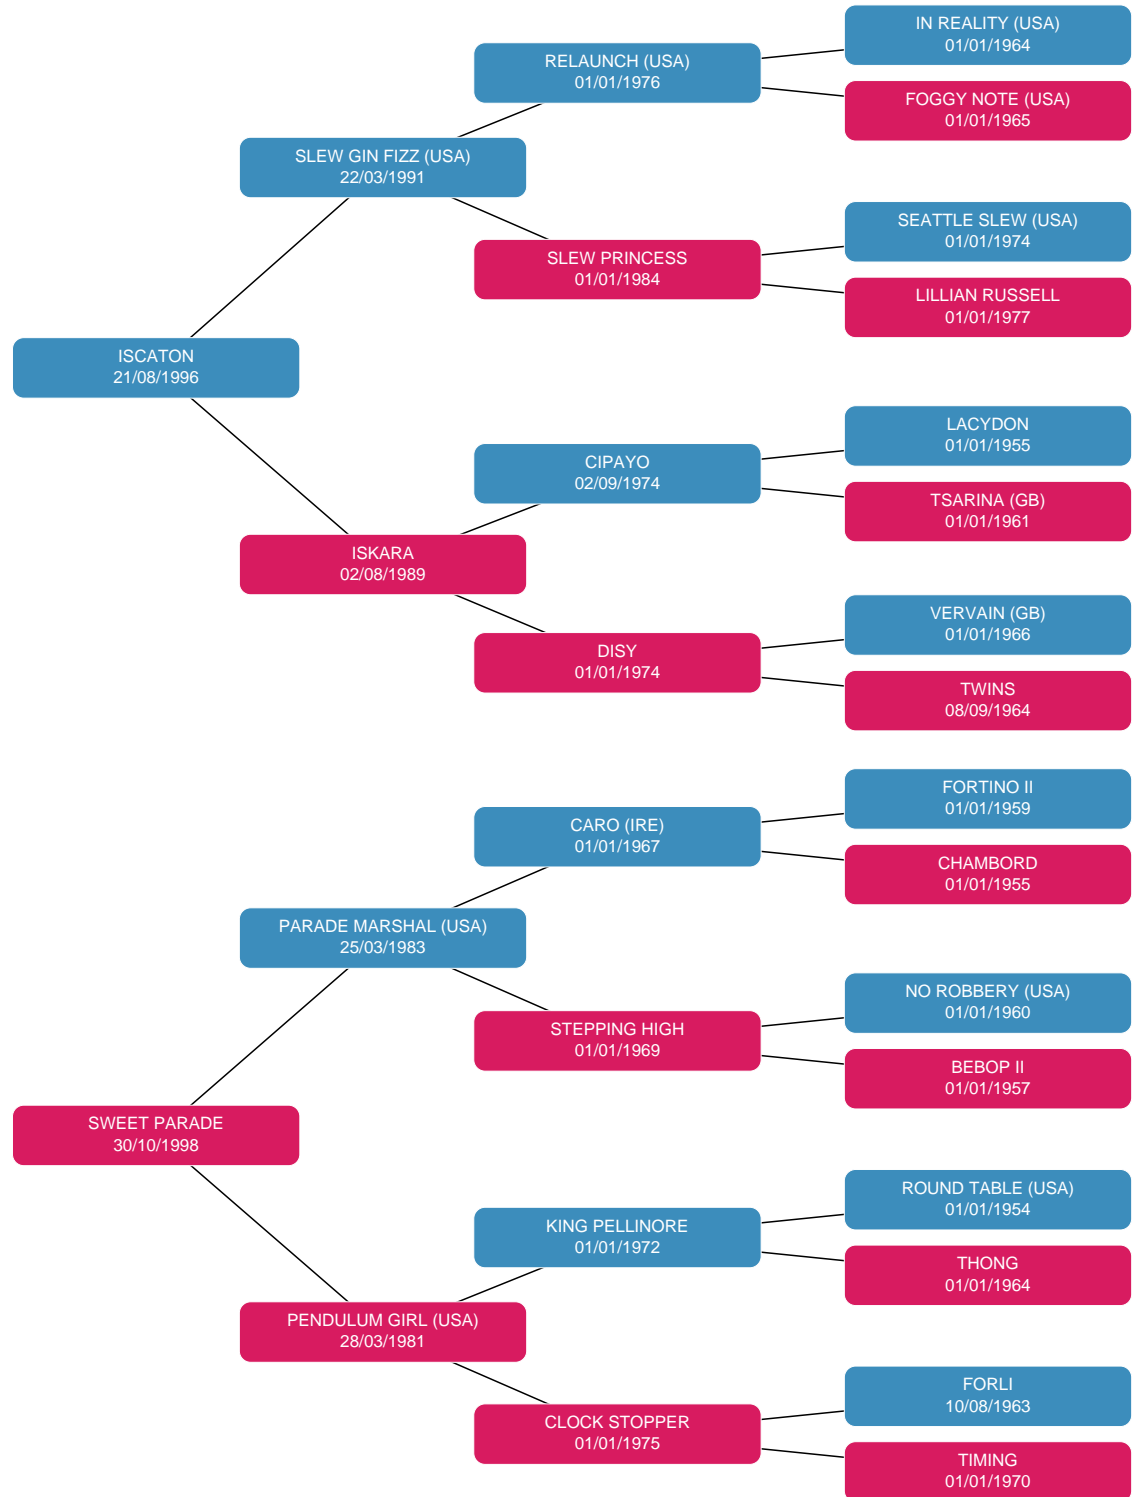 IN REALITY (USA)
01/01/1964
RELAUNCH (USA)
01/01/1976
FOGGY NOTE (USA)
01/01/1965
SLEW GIN FIZZ (USA)
22/03/1991
SEATTLE SLEW (USA)
01/01/1974
SLEW PRINCESS
01/01/1984
LILLIAN RUSSELL
01/01/1977
ISCATON
21/08/1996
LACYDON
01/01/1955
CIPAYO
02/09/1974
TSARINA (GB)
01/01/1961
ISKARA
02/08/1989
VERVAIN (GB)
01/01/1966
DISY
01/01/1974
TWINS
08/09/1964
FORTINO II
01/01/1959
CARO (IRE)
01/01/1967
CHAMBORD
01/01/1955
PARADE MARSHAL (USA)
25/03/1983
NO ROBBERY (USA)
01/01/1960
STEPPING HIGH
01/01/1969
BEBOP II
01/01/1957
SWEET PARADE
30/10/1998
ROUND TABLE (USA)
01/01/1954
KING PELLINORE
01/01/1972
THONG
01/01/1964
PENDULUM GIRL (USA)
28/03/1981
FORLI
10/08/1963
CLOCK STOPPER
01/01/1975
TIMING
01/01/1970